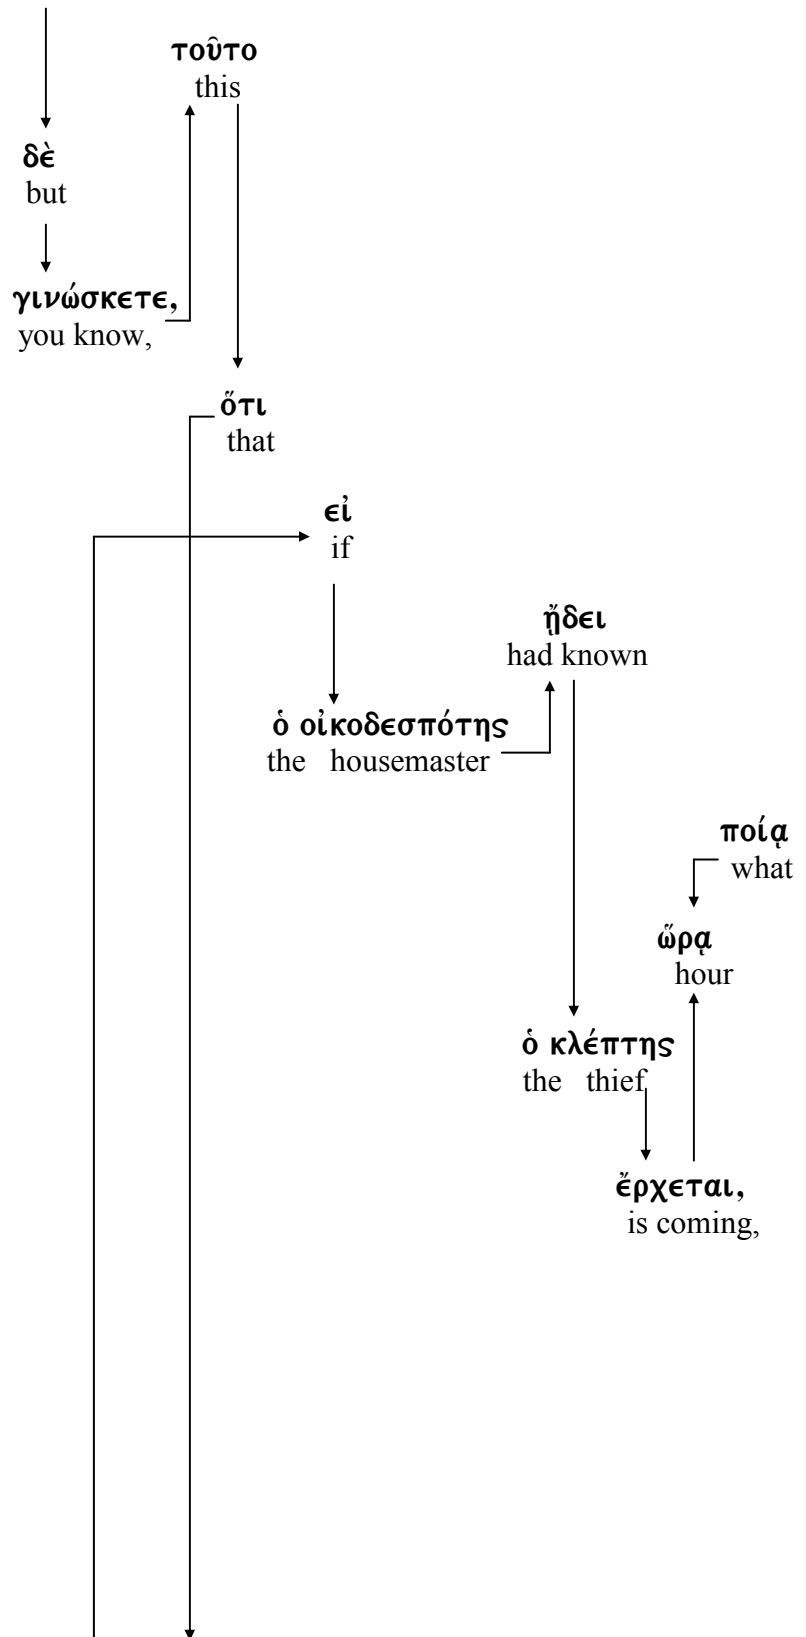 τοῦτο
this
δὲ
but
γινώσκετε,
you know,
ὅτι
that
εἰ
if
ᾔδει
had known
ὁ οἰκοδεσπότης
the housemaster
ποίᾳ
what
ὥρᾳ
hour
ὁ κλέπτης
the thief
ἔρχεται,
is coming,